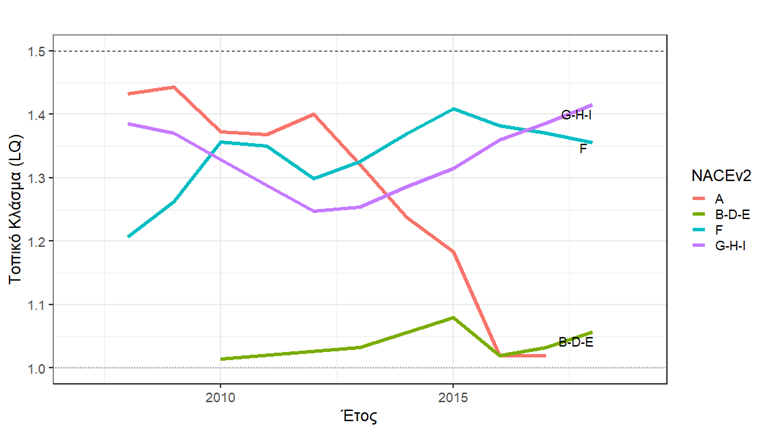 1.5
1.4
1.3
1.2
1.1
1.0
Τοπικό Κλάσμα (LQ)
G-H-I
F
B-D-E
2010
2015
Έτος
NACEv2
A
B-D-E
F
G-H-I